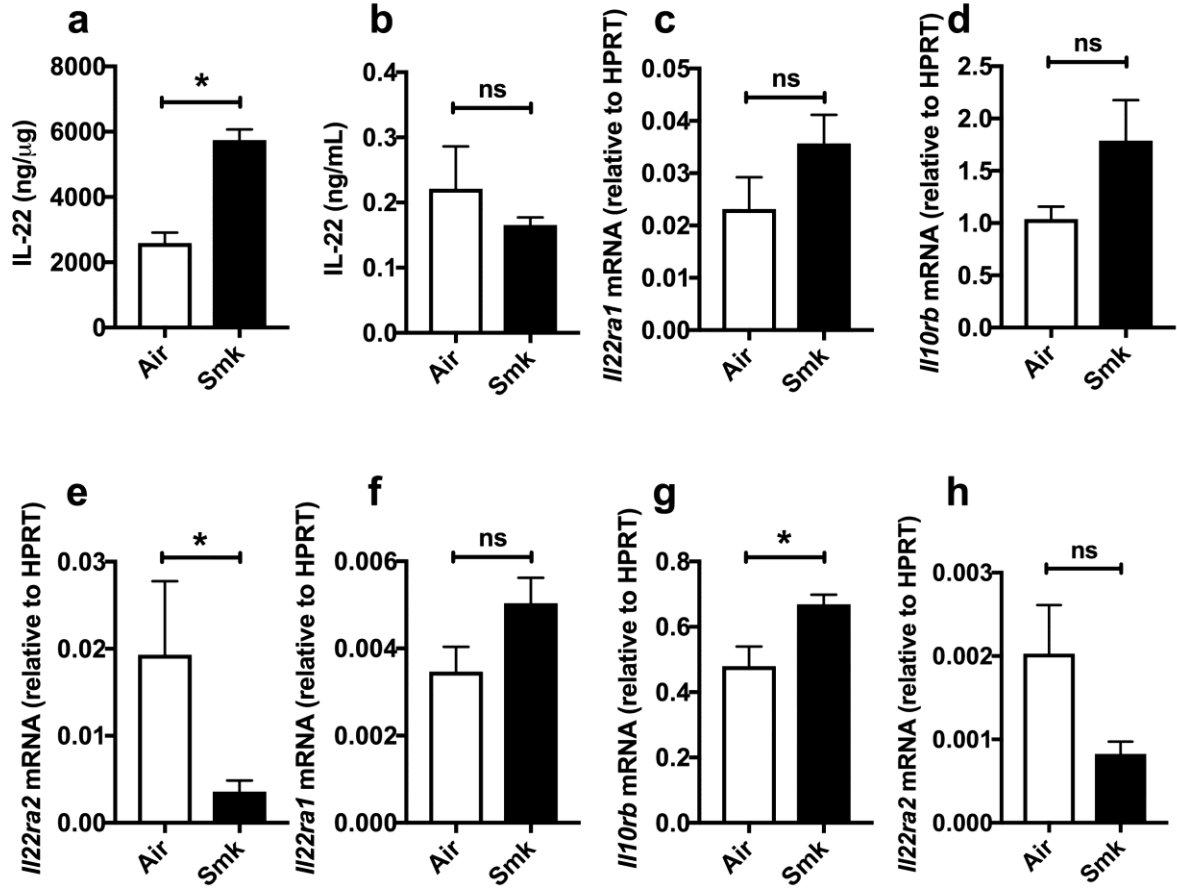 a
IL-22 (ng/µg)
8000
6000
4000
2000
0
*
Air
Smk
b
IL-22 (ng/mL)
0.4
0.3
0.2
0.1
0.0
ns
Air
Smk
c
Il22ra1 mRNA (relative to HPRT)
0.05
0.04
0.03
0.02
0.01
0.00
ns
Air
Smk
d
Il10rb mRNA (relative to HPRT)
2.5
2.0
1.5
1.0
0.5
0.0
ns
Air
Smk
e
Il22ra2 mRNA (relative to HPRT)
0.03
0.02
0.01
0.00
*
Air
Smk
f
Il22ra1 mRNA (relative to HPRT)
0.006
0.004
0.002
0.000
ns
Air
Smk
g
Il10rb mRNA (relative to HPRT)
0.8
0.6
0.4
0.2
0.0
*
Air
Smk
h
Il22ra2 mRNA (relative to HPRT)
0.003
0.002
0.001
0.000
ns
Air
Smk